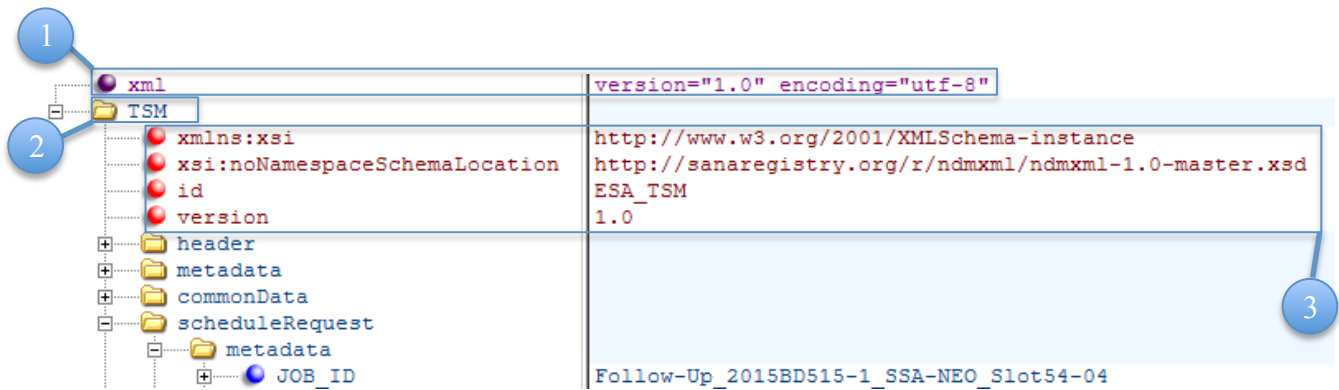 1
xml version="1.0" encoding="utf-8"
TSM
2
xmlns:xsi http://www.w3.org/2001/XMLSchema-instance
xsi:noNamespaceSchemaLocation http://sanaregistry.org/r/ndmxml/ndmxml-1.0-master.xsd
id ESA_TSM
version 1.0
header
metadata
commonData
3
scheduleRequest
metadata
JOB_ID Follow-Up_2015BD515-1_SSA-NEO_Slot54-04